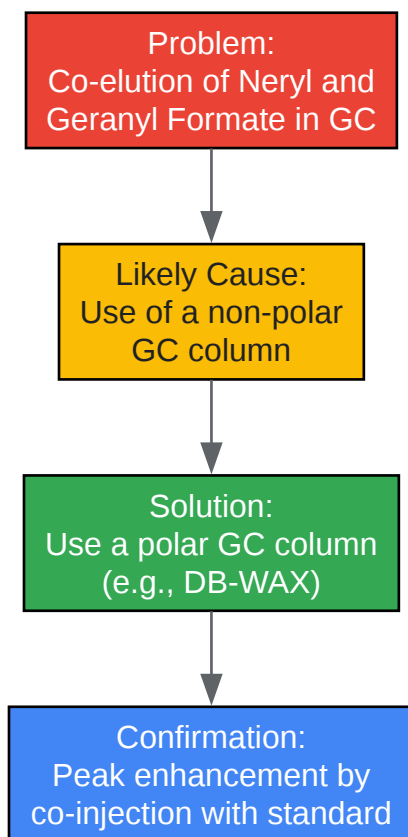 Problem:
Co-elution of Neryl and
Geranyl Formate in GC
Likely Cause:
Use of a non-polar
GC column
Solution:
Use a polar GC column
(e.g., DB-WAX)
Confirmation:
Peak enhancement by
co-injection with standard